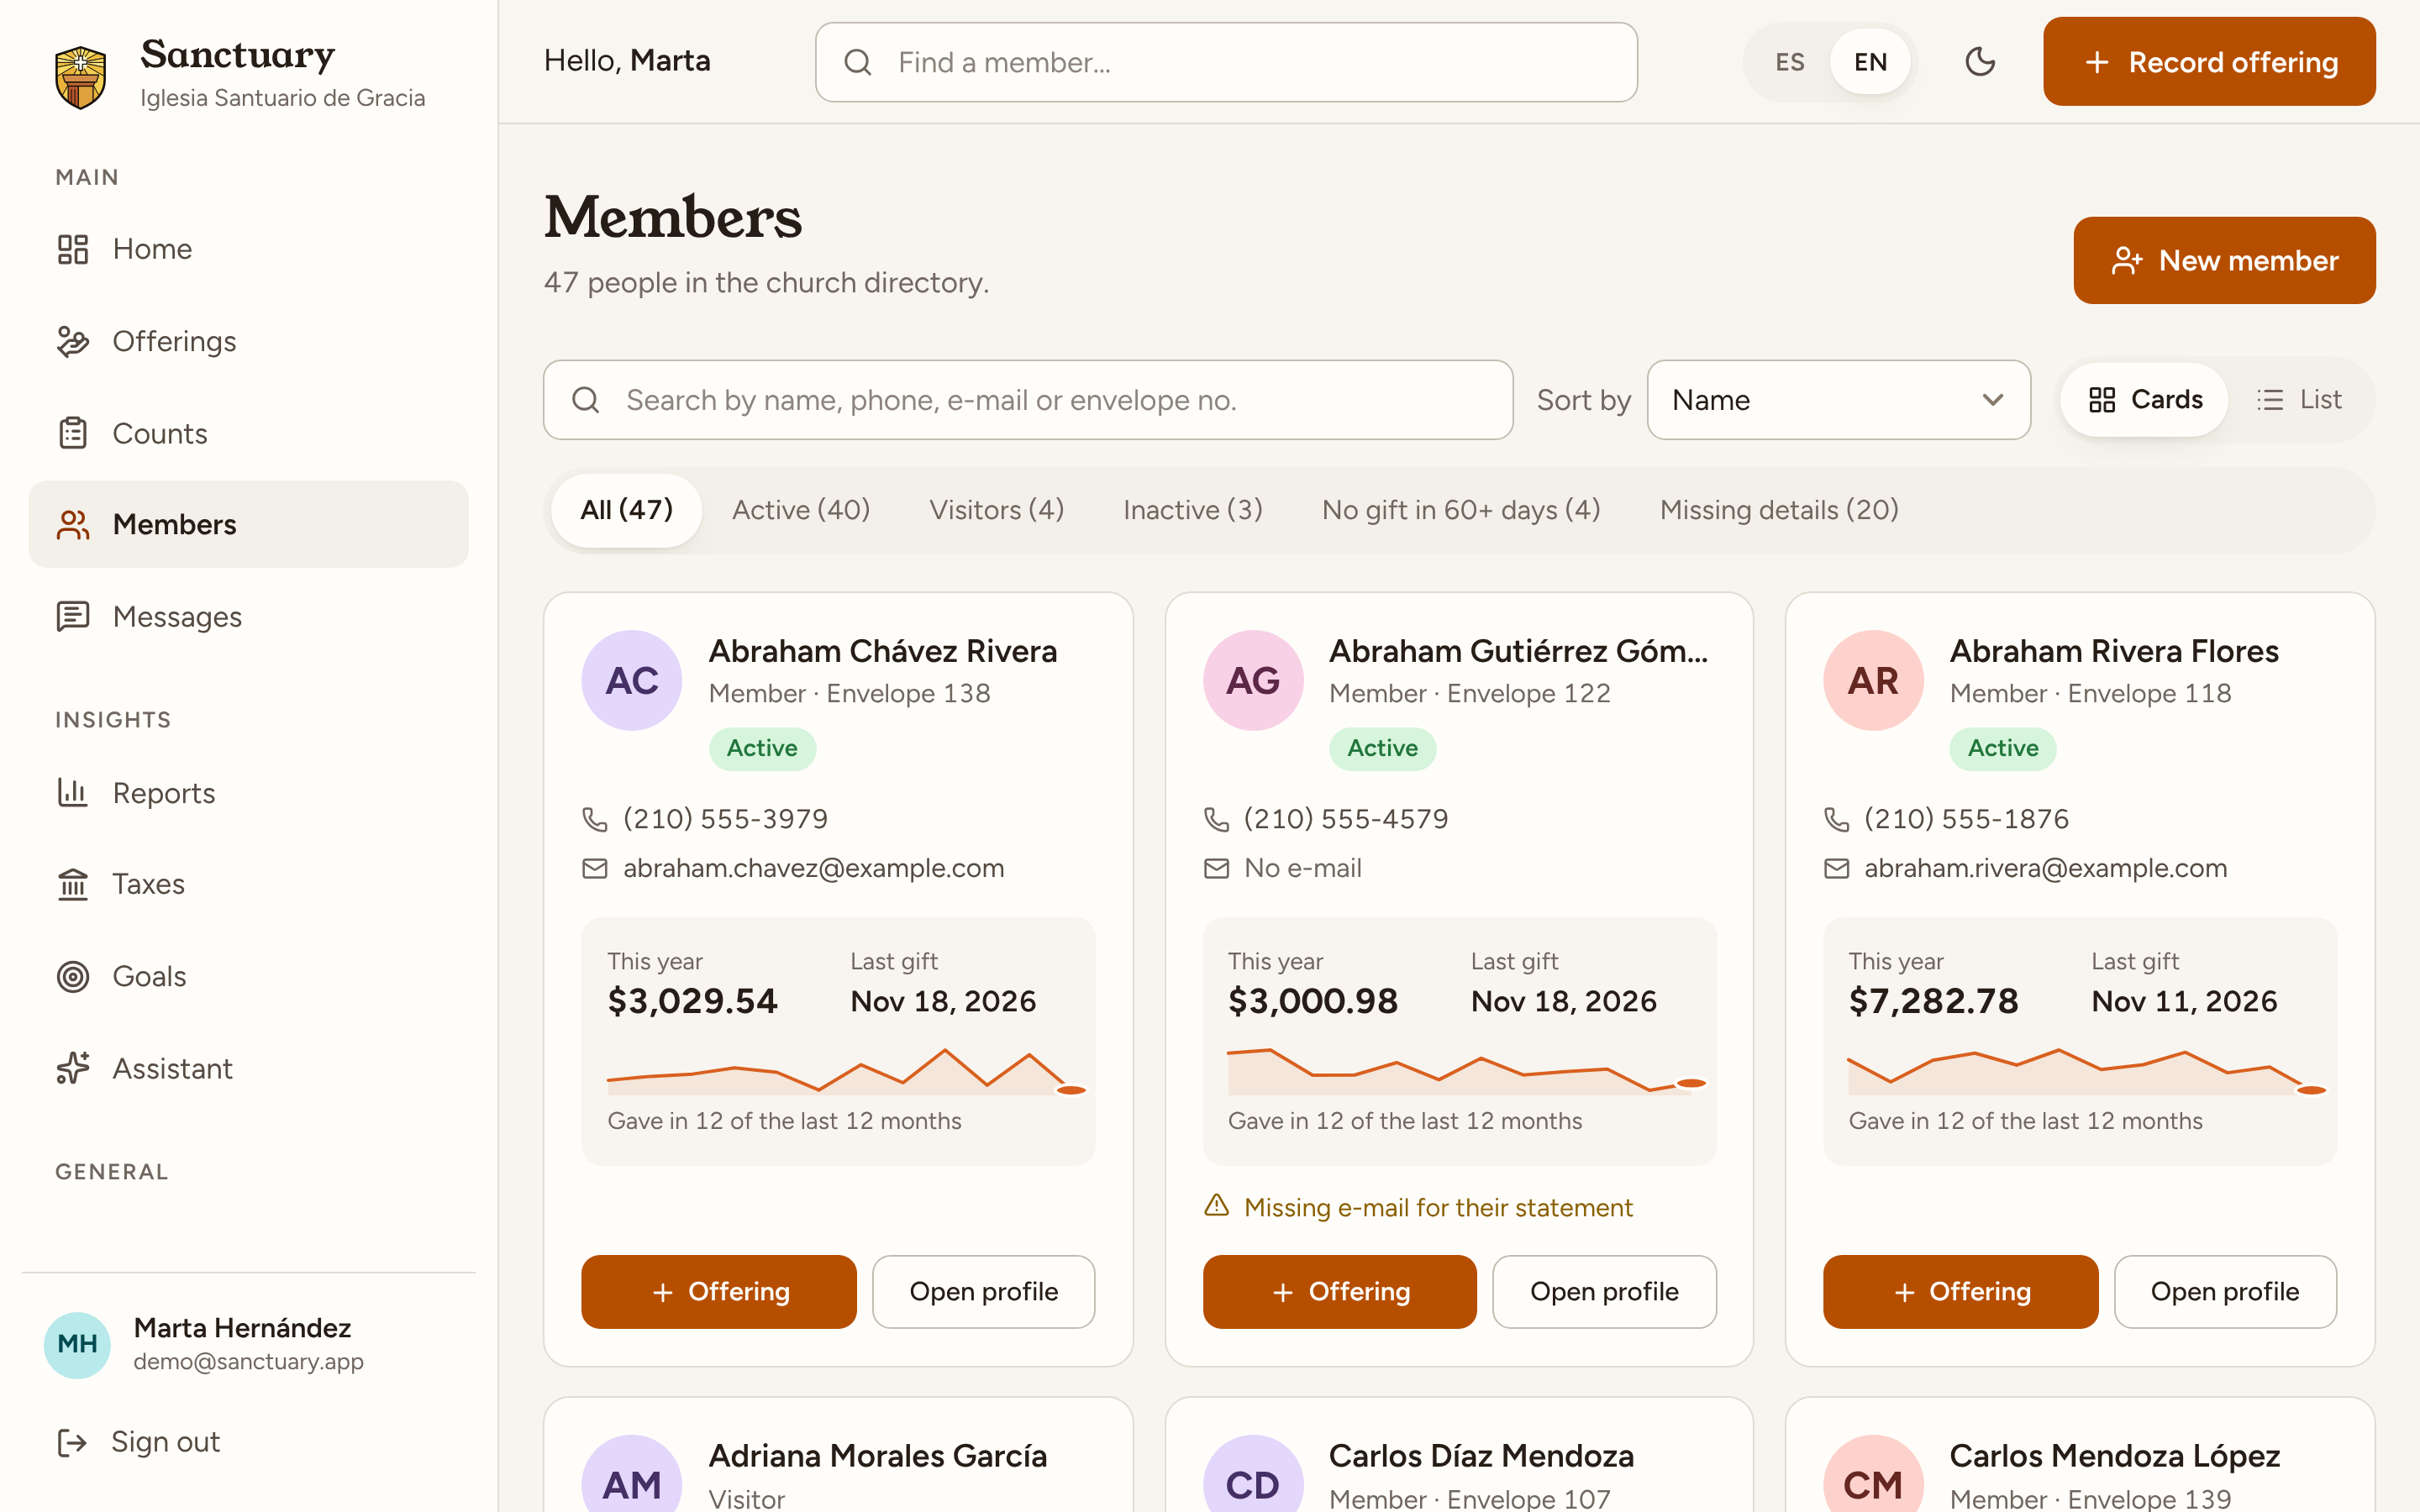 Sanctuary
Iglesia Santuario de Gracia
MAIN
Home
Offerings
Counts
Members
Messages
INSIGHTS
Reports
Taxes
Goals
Assistant
GENERAL
MH
Marta Hernández
demo@sanctuary.app
Sign out
Hello, Marta
Find a member...
ES EN
Record offering
Members
47 people in the church directory.
New member
Search by name, phone, e-mail or envelope no.
Sort by
Name
Cards
List
All (47) Active (40) Visitors (4) Inactive (3) No gift in 60+ days (4) Missing details (20)
AC
Abraham Chávez Rivera
Member · Envelope 138
Active
(210) 555-3979
abraham.chavez@example.com
This year Last gift
$3,029.54 Nov 18, 2026
Gave in 12 of the last 12 months
+ Offering Open profile
AG
Abraham Gutiérrez Góm...
Member · Envelope 122
Active
(210) 555-4579
No e-mail
This year Last gift
$3,000.98 Nov 18, 2026
Gave in 12 of the last 12 months
Missing e-mail for their statement
+ Offering Open profile
AR
Abraham Rivera Flores
Member · Envelope 118
Active
(210) 555-1876
abraham.rivera@example.com
This year Last gift
$7,282.78 Nov 11, 2026
Gave in 12 of the last 12 months
+ Offering Open profile
AM
Adriana Morales García
Visitor
CD
Carlos Díaz Mendoza
Member · Envelope 107
CM
Carlos Mendoza López
Member · Envelope 139